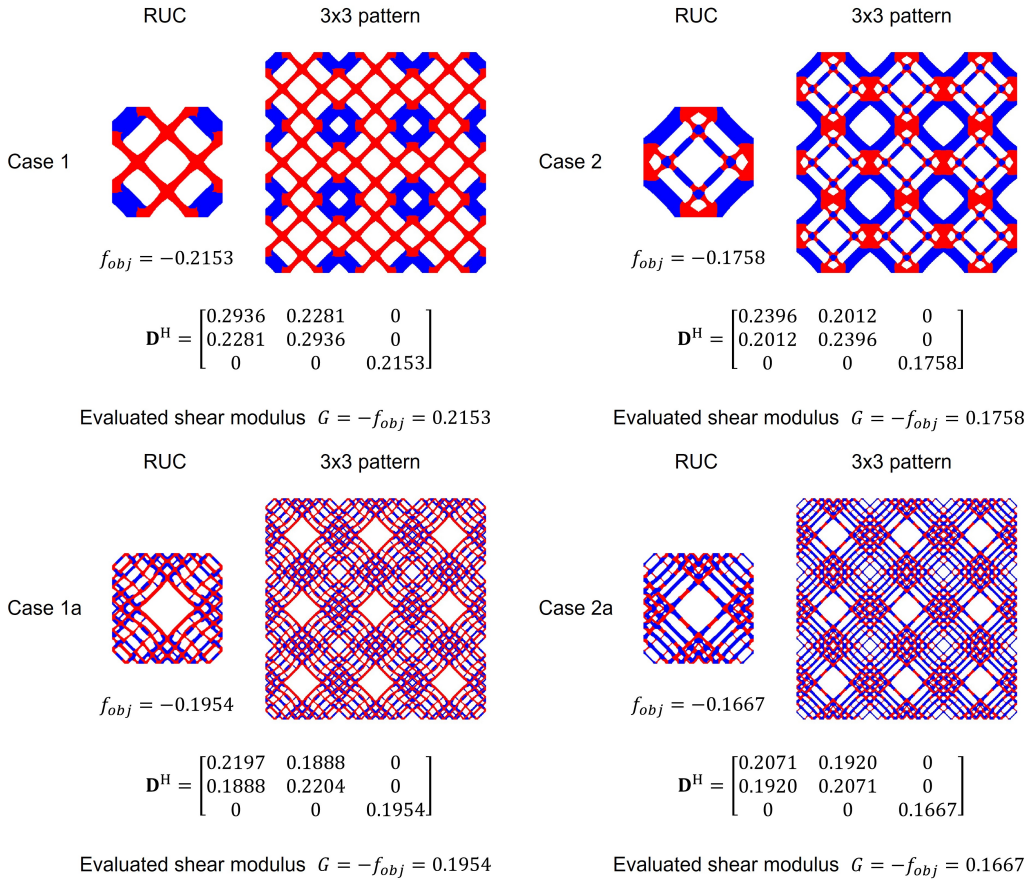 RUC 3x3 pattern RUC 3x3 pattern
Case 1 Case 2
f_obj = −0.2153 f_obj = −0.1758
0.2936 0.2281 0 0.2396 0.2012 0
D^H = [0.2281 0.2936 0] D^H = [0.2012 0.2396 0]
0 0 0.2153 0 0 0.1758
Evaluated shear modulus G = −f_obj = 0.2153 Evaluated shear modulus G = −f_obj = 0.1758
RUC 3x3 pattern RUC 3x3 pattern
Case 1a Case 2a
f_obj = −0.1954 f_obj = −0.1667
0.2197 0.1888 0 0.2071 0.1920 0
D^H = [0.1888 0.2204 0] D^H = [0.1920 0.2071 0]
0 0 0.1954 0 0 0.1667
Evaluated shear modulus G = −f_obj = 0.1954 Evaluated shear modulus G = −f_obj = 0.1667